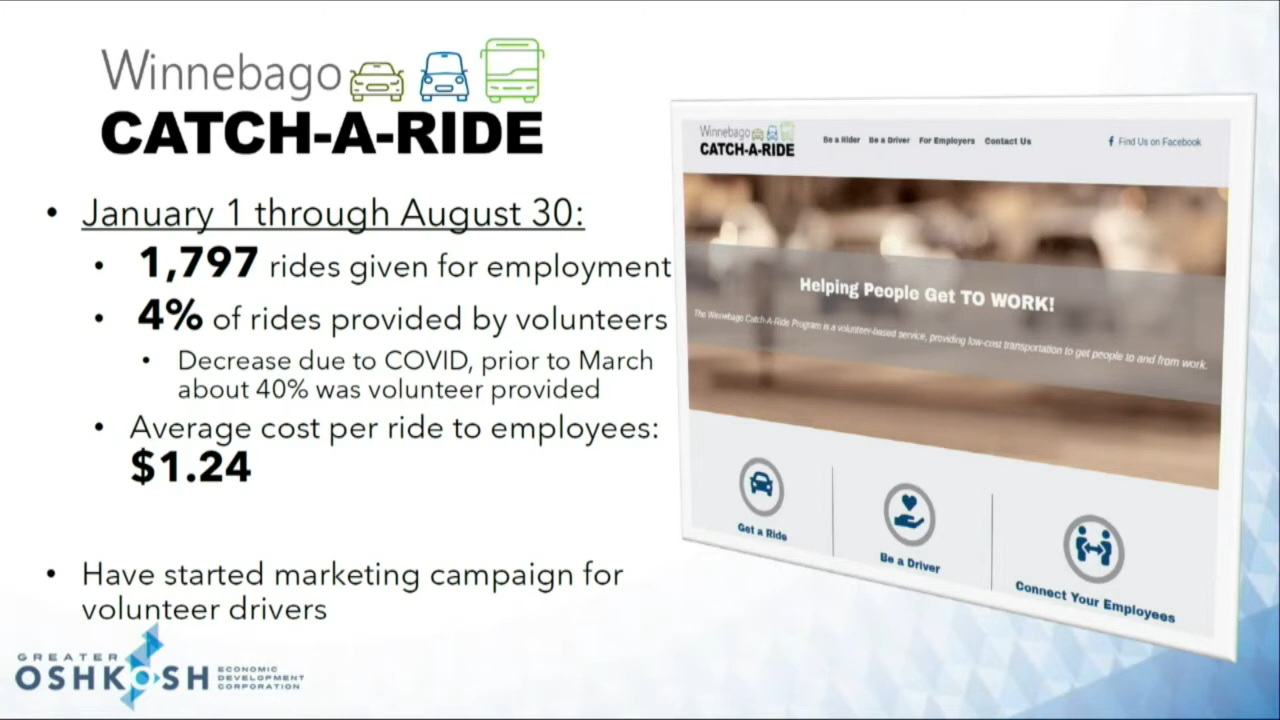 Winnebago
CATCH-A-RIDE
• January 1 through August 30:
• 1,797 rides given for employment
• 4% of rides provided by volunteers
• Decrease due to COVID, prior to March
about 40% was volunteer provided
• Average cost per ride to employees:
$1.24
• Have started marketing campaign for
volunteer drivers
GREATER
OSHKOSH
ECONOMIC
DEVELOPMENT
CORPORATION
Winnebago
CATCH-A-RIDE
Be a Rider Be a Driver For Employers Contact Us
f Find Us on Facebook
Helping People Get TO WORK!
The Winnebago Catch-A-Ride Program is a volunteer-based service, providing low-cost transportation to get people to and from work.
Get a Ride
Be a Driver
Connect Your Employees